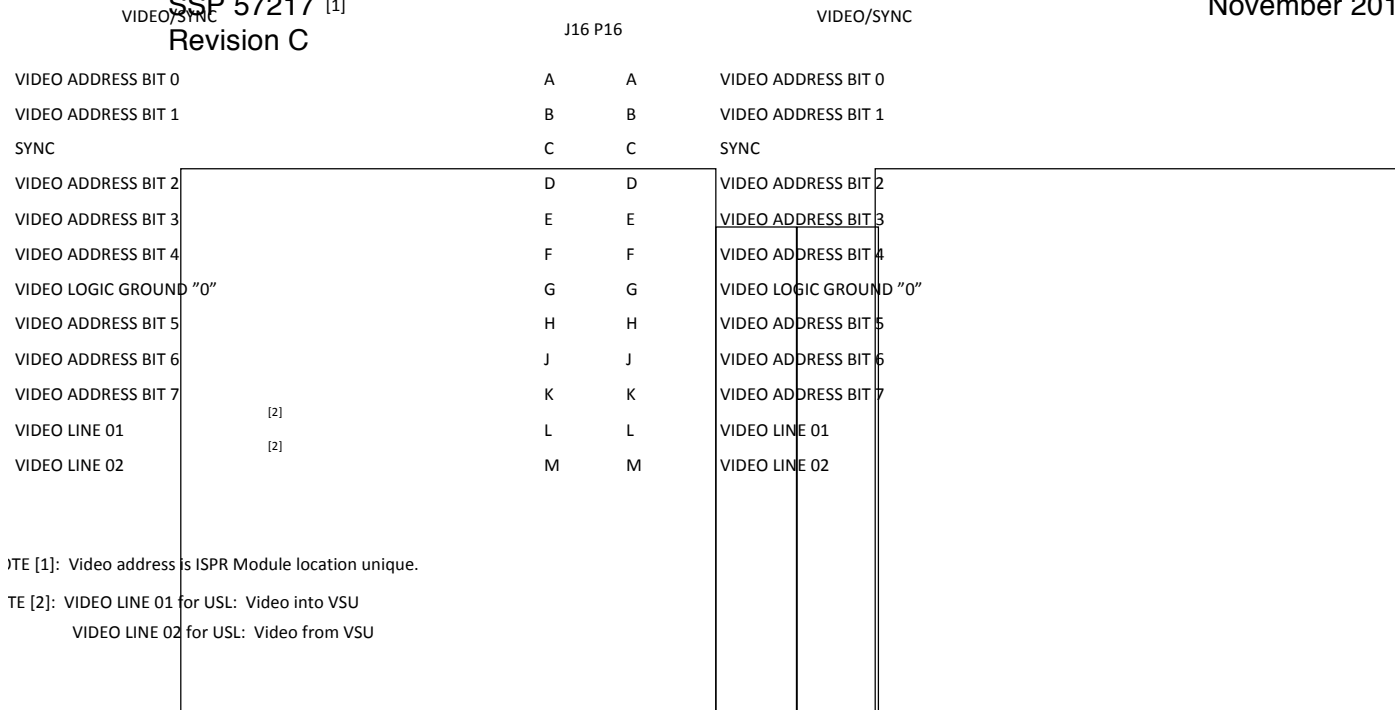 SSP 57217 [1] November 201
VIDEO/SYNC VIDEO/SYNC
J16 P16
Revision C
VIDEO ADDRESS BIT 0 A A VIDEO ADDRESS BIT 0
VIDEO ADDRESS BIT 1 B B VIDEO ADDRESS BIT 1
SYNC C C SYNC
VIDEO ADDRESS BIT 2 D D VIDEO ADDRESS BIT 2
VIDEO ADDRESS BIT 3 E E VIDEO ADDRESS BIT 3
VIDEO ADDRESS BIT 4 F F VIDEO ADDRESS BIT 4
VIDEO LOGIC GROUND ”0” G G VIDEO LOGIC GROUND ”0”
VIDEO ADDRESS BIT 5 H H VIDEO ADDRESS BIT 5
VIDEO ADDRESS BIT 6 J J VIDEO ADDRESS BIT 6
VIDEO ADDRESS BIT 7 K K VIDEO ADDRESS BIT 7
[2]
VIDEO LINE 01 L L VIDEO LINE 01
[2]
VIDEO LINE 02 M M VIDEO LINE 02
OTE [1]: Video address is ISPR Module location unique.
TE [2]: VIDEO LINE 01 for USL: Video into VSU
VIDEO LINE 02 for USL: Video from VSU